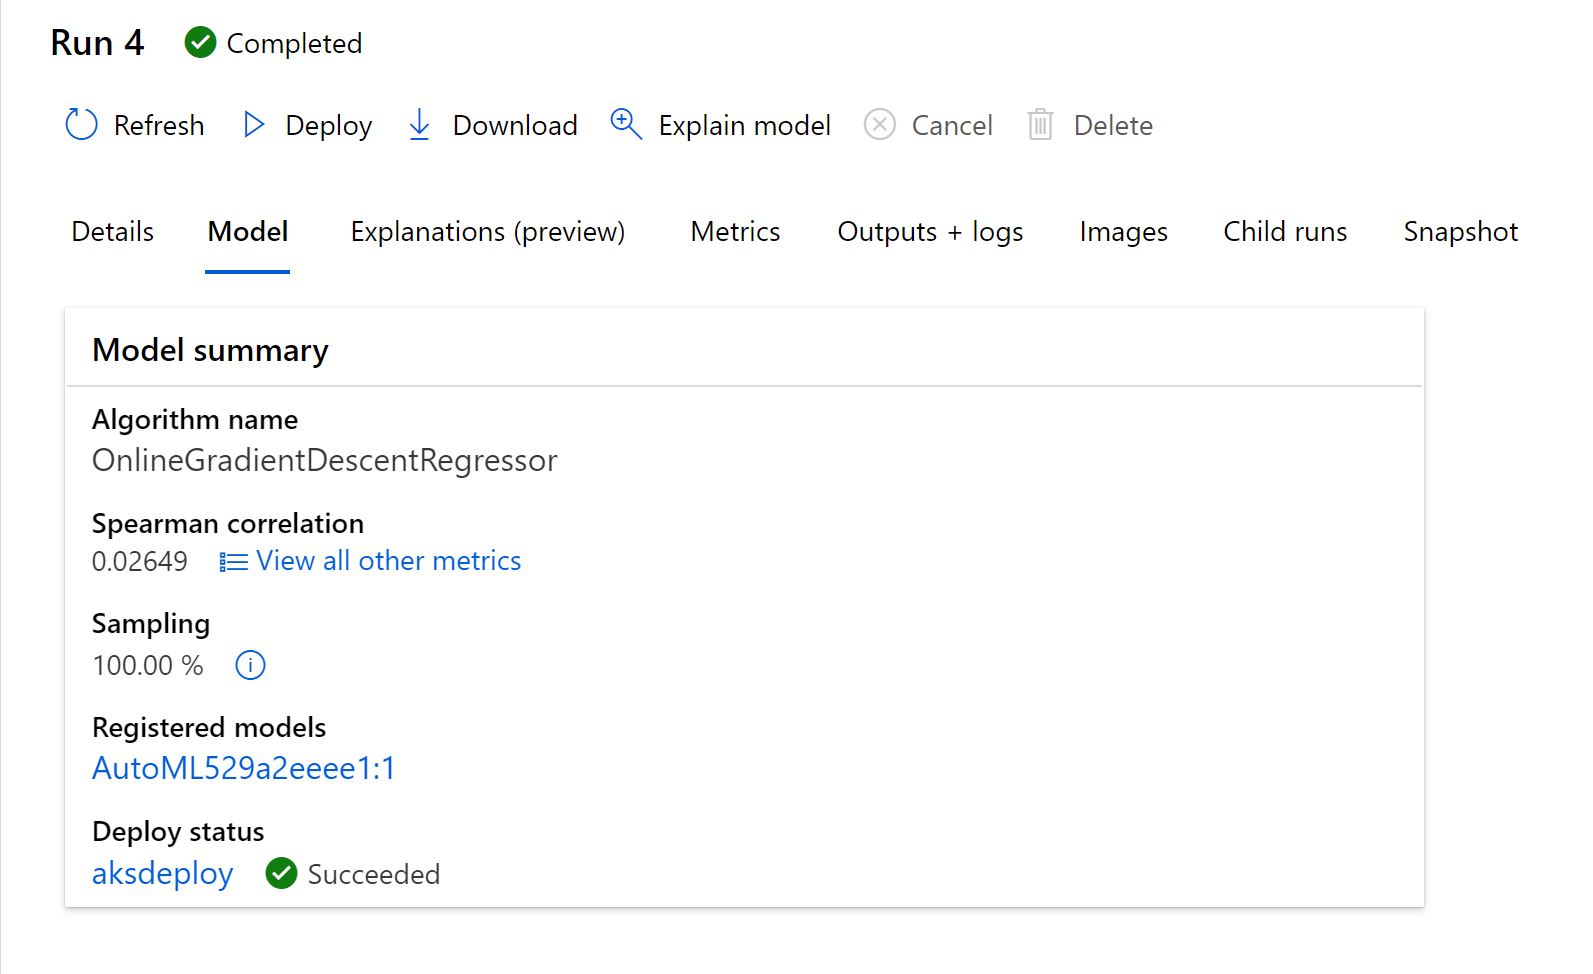 Run 4 Completed
Refresh Deploy Download Explain model Cancel Delete
Details Model Explanations (preview) Metrics Outputs + logs Images Child runs Snapshot
Model summary
Algorithm name
OnlineGradientDescentRegressor
Spearman correlation
0.02649 View all other metrics
Sampling
100.00 %
Registered models
AutoML529a2eeee1:1
Deploy status
aksdeploy Succeeded